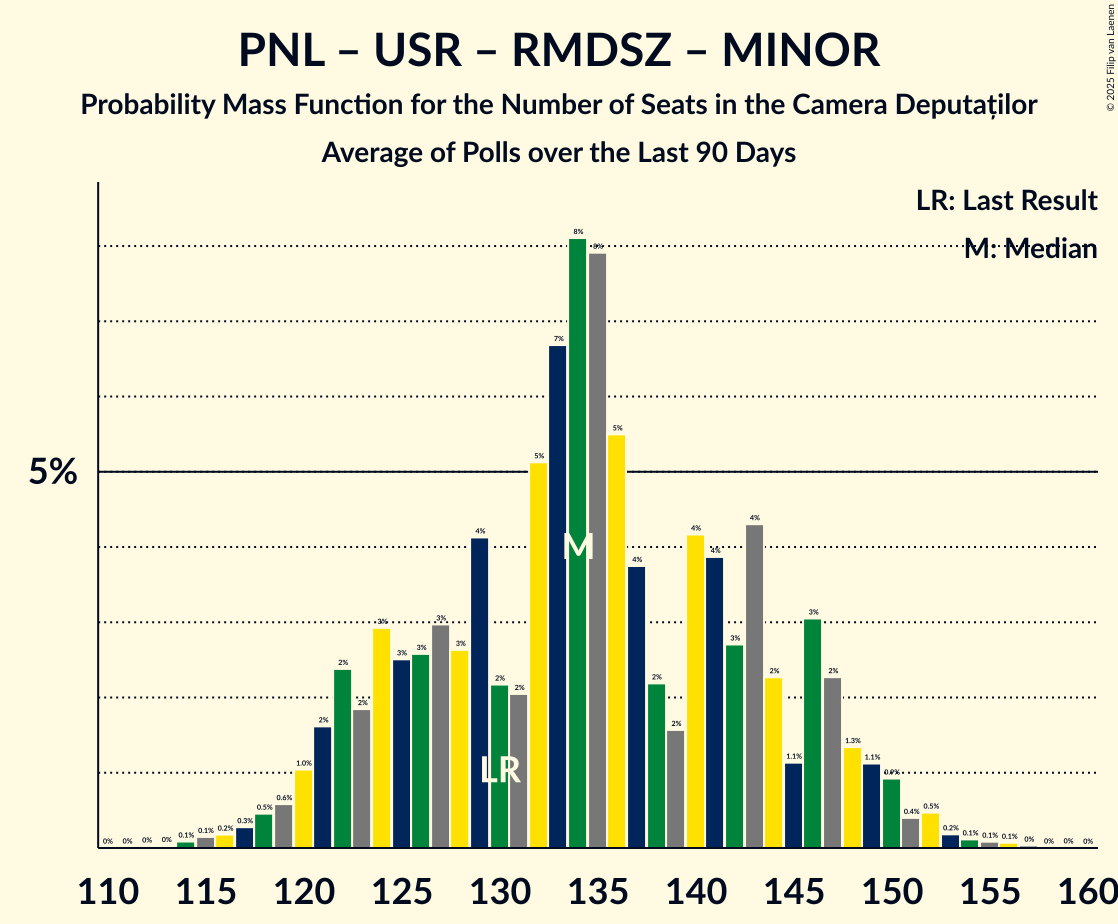 PNL – USR – RMDSZ – MINOR
Probability Mass Function for the Number of Seats in the Camera Deputaților
Average of Polls over the Last 90 Days
© 2025 Filip van Laenen
LR: Last Result
M: Median
5%
0% 0% 0% 0% 0.1% 0.1% 0.2% 0.3% 0.5% 0.6% 1.0% 2% 2% 2% 3% 3% 3% 3% 3% 4% 2% 2% 5% 7% 8% 8% 5% 4% 2% 2% 4% 4% 3% 4% 2% 1.1% 3% 2% 1.3% 1.1% 0.9% 0.4% 0.5% 0.2% 0.1% 0.1% 0.1% 0% 0% 0% 0%
M
LR
110 115 120 125 130 135 140 145 150 155 160